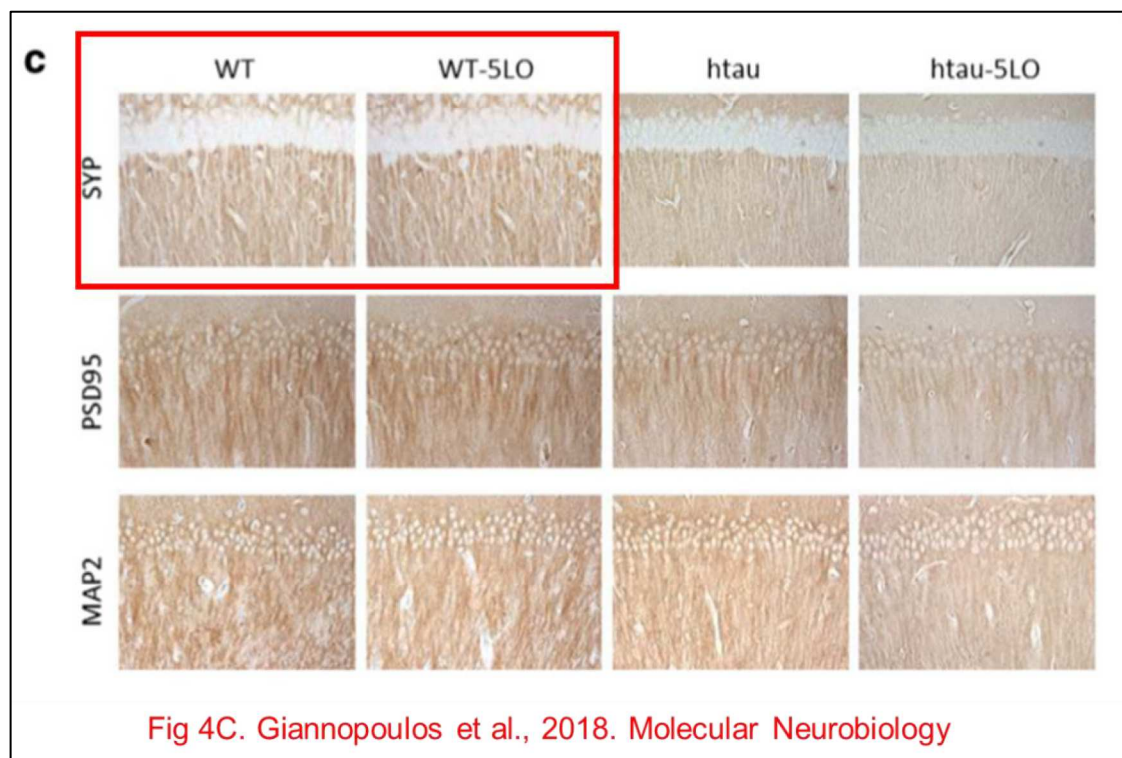 c
WT WT-5LO htau htau-5LO
SYP
PSD95
MAP2
Fig 4C. Giannopoulos et al., 2018. Molecular Neurobiology